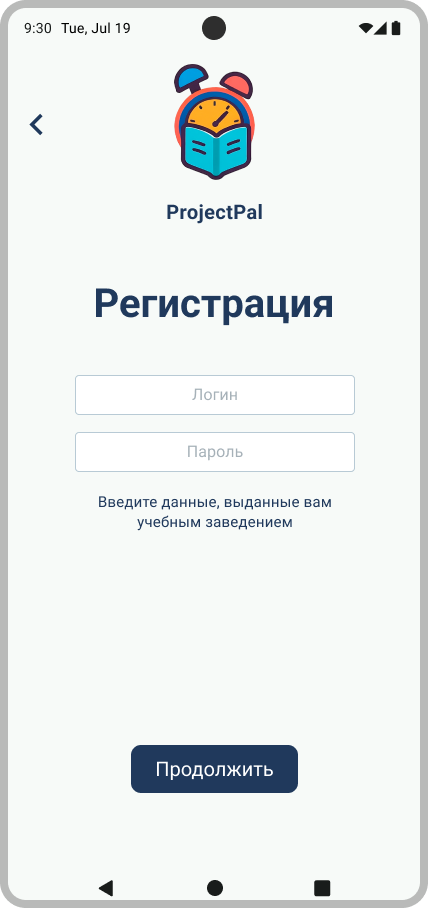 9:30 Tue, Jul 19
ProjectPal
Регистрация
Логин
Пароль
Введите данные, выданные вам
учебным заведением
Продолжить